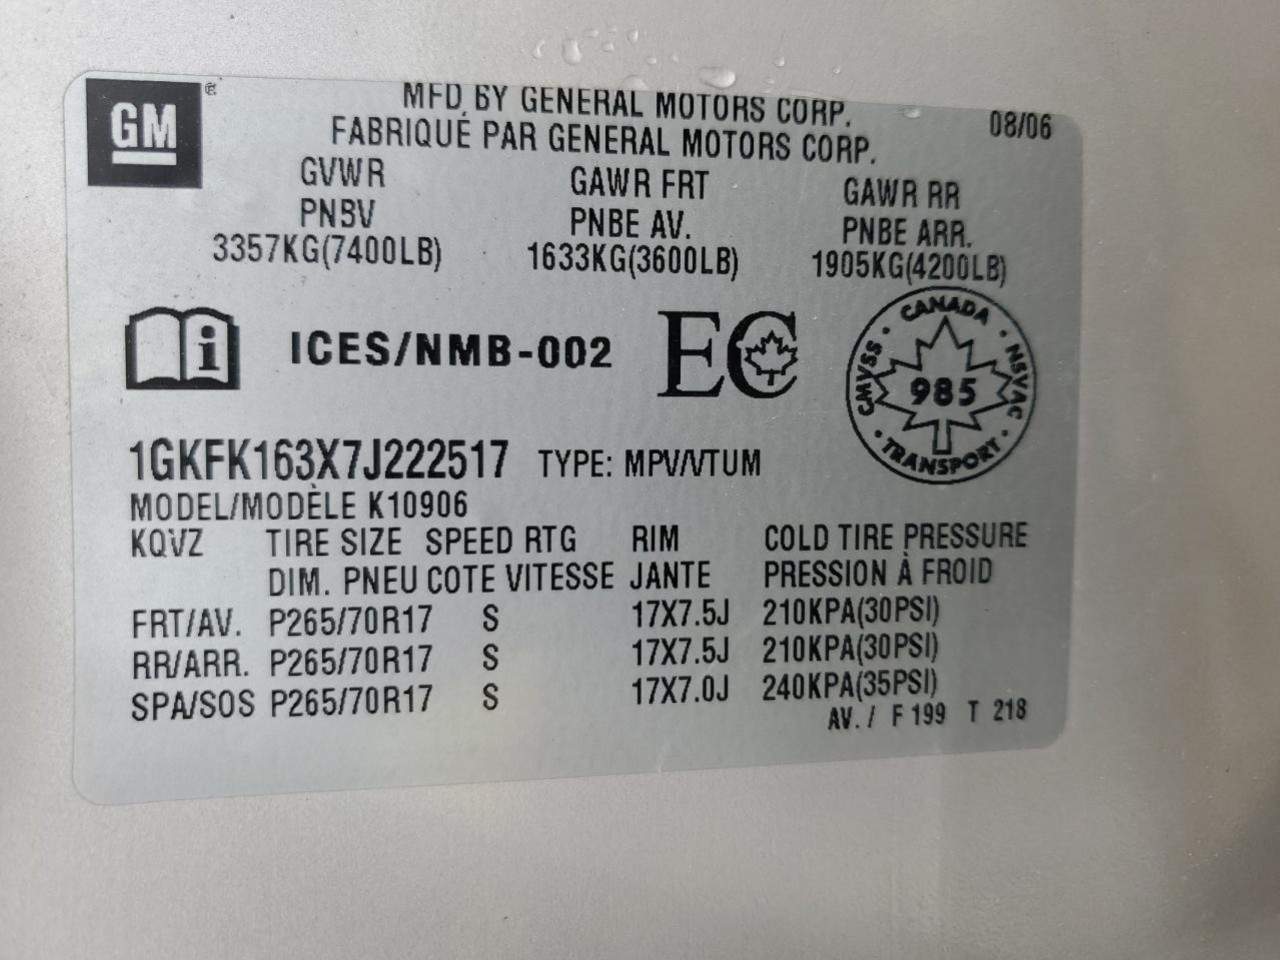 GM®
MFD BY GENERAL MOTORS CORP. 08/06
FABRIQUÉ PAR GENERAL MOTORS CORP.
GVWR GAWR FRT GAWR RR
PNBV PNBE AV. PNBE ARR.
3357KG(7400LB) 1633KG(3600LB) 1905KG(4200LB)
i ICES/NMB-002 EC
CANADA
CMVSS 985 NSVAC
TRANSPORT
1GKFK163X7J222517 TYPE: MPV/VTUM
MODEL/MODÈLE K10906
KQVZ TIRE SIZE SPEED RTG RIM COLD TIRE PRESSURE
DIM. PNEU COTE VITESSE JANTE PRESSION À FROID
FRT/AV. P265/70R17 S 17X7.5J 210KPA(30PSI)
RR/ARR. P265/70R17 S 17X7.5J 210KPA(30PSI)
SPA/SOS P265/70R17 S 17X7.0J 240KPA(35PSI)
AV. / F 199 T 218